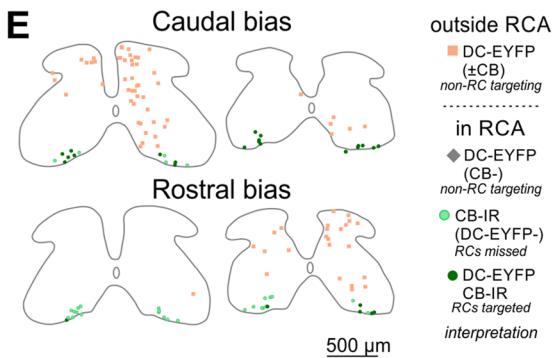 E
Caudal bias
Rostral bias
500 µm
outside RCA
DC-EYFP
(±CB)
non-RC targeting
in RCA
DC-EYFP
(CB-)
non-RC targeting
CB-IR
(DC-EYFP-)
RCs missed
DC-EYFP
CB-IR
RCs targeted
interpretation